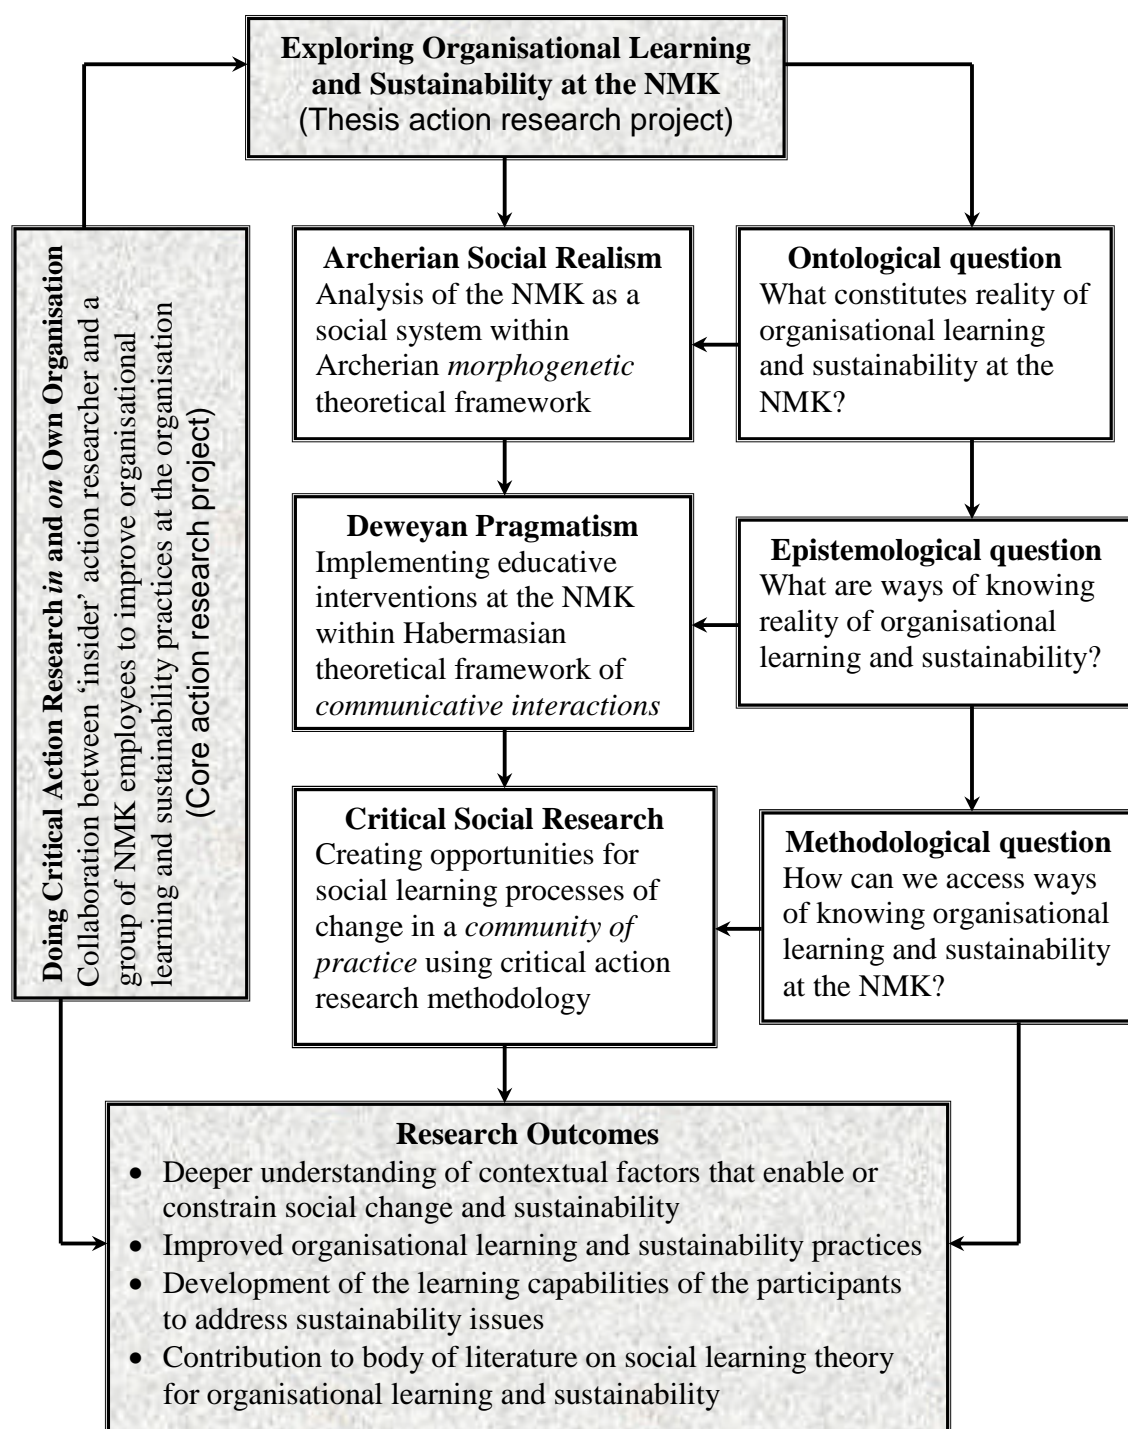 Exploring Organisational Learning
and Sustainability at the NMK
(Thesis action research project)
Doing Critical Action Research in and on Own Organisation
Collaboration between ‘insider’ action researcher and a
group of NMK employees to improve organisational
learning and sustainability practices at the organisation
(Core action research project)
Archerian Social Realism
Analysis of the NMK as a
social system within
Archerian morphogenetic
theoretical framework
Ontological question
What constitutes reality of
organisational learning
and sustainability at the
NMK?
Deweyan Pragmatism
Implementing educative
interventions at the NMK
within Habermasian
theoretical framework of
communicative interactions
Epistemological question
What are ways of knowing
reality of organisational
learning and sustainability?
Critical Social Research
Creating opportunities for
social learning processes of
change in a community of
practice using critical action
research methodology
Methodological question
How can we access ways
of knowing organisational
learning and sustainability
at the NMK?
Research Outcomes
• Deeper understanding of contextual factors that enable or
constrain social change and sustainability
• Improved organisational learning and sustainability practices
• Development of the learning capabilities of the participants
to address sustainability issues
• Contribution to body of literature on social learning theory
for organisational learning and sustainability